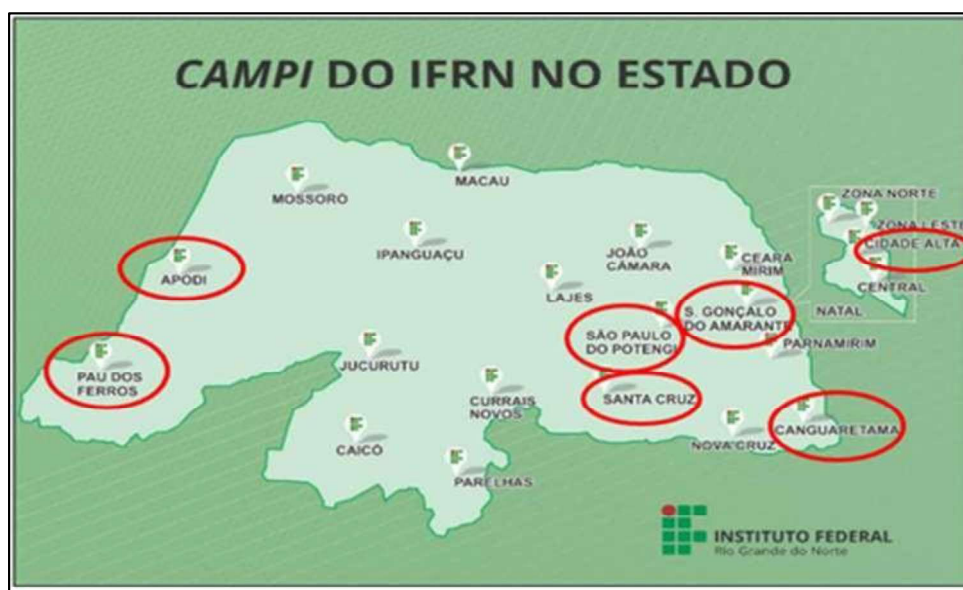 CAMPI DO IFRN NO ESTADO
MACAU
MOSSORÓ
ZONA NORTE
ZONA LESTE
CIDADE ALTA
CENTRAL
NATAL
IPANGUAÇU
JOÃO
CÂMARA
CEARA
MIRIM
APODI
LAJES
S. GONÇALO
DO AMARANTE
SÃO PAULO
DO POTENGI
PARNAMIRIM
PAU DOS
FERROS
JUCURUTU
CURRAIS
NOVOS
SANTA CRUZ
CANGUARETAMA
NOVA CRUZ
CAICÓ
PARELHAS
INSTITUTO FEDERAL
Rio Grande do Norte